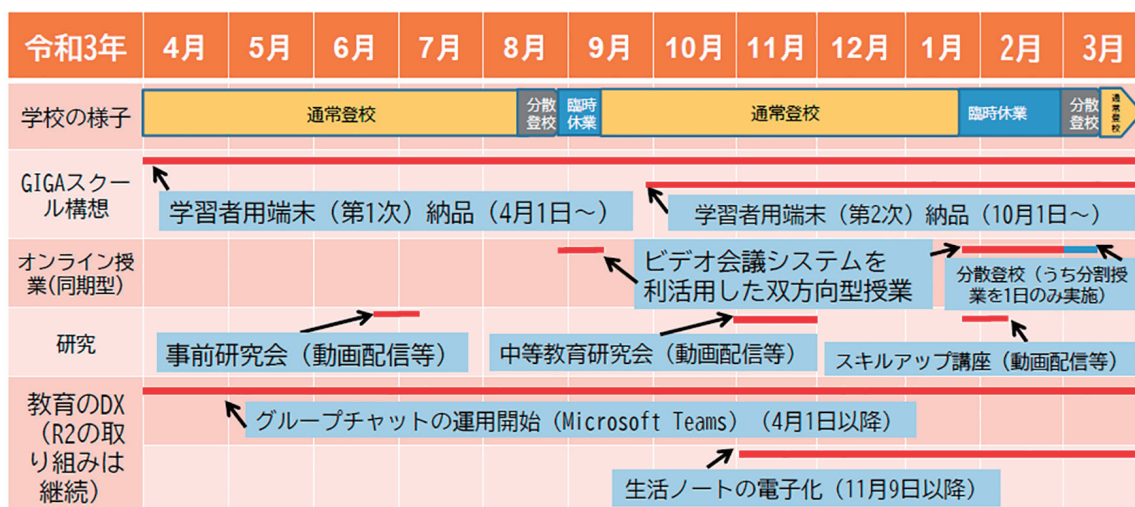 令和3年 4月 5月 6月 7月 8月 9月 10月 11月 12月 1月 2月 3月
学校の様子
通常登校
分散
登校
臨時
休業
通常登校
臨時休業
分散
登校
通常登校
GIGAスクー
ル構想
学習者用端末（第1次）納品（4月1日～）
学習者用端末（第2次）納品（10月1日～）
オンライン授
業(同期型)
ビデオ会議システムを
利活用した双方向型授業
分散登校（うち分割授
業を1日のみ実施）
研究
事前研究会（動画配信等）
中等教育研究会（動画配信等）
スキルアップ講座（動画配信等）
教育のDX
（R2の取
り組みは
継続）
グループチャットの運用開始（Microsoft Teams）（4月1日以降）
生活ノートの電子化（11月9日以降）